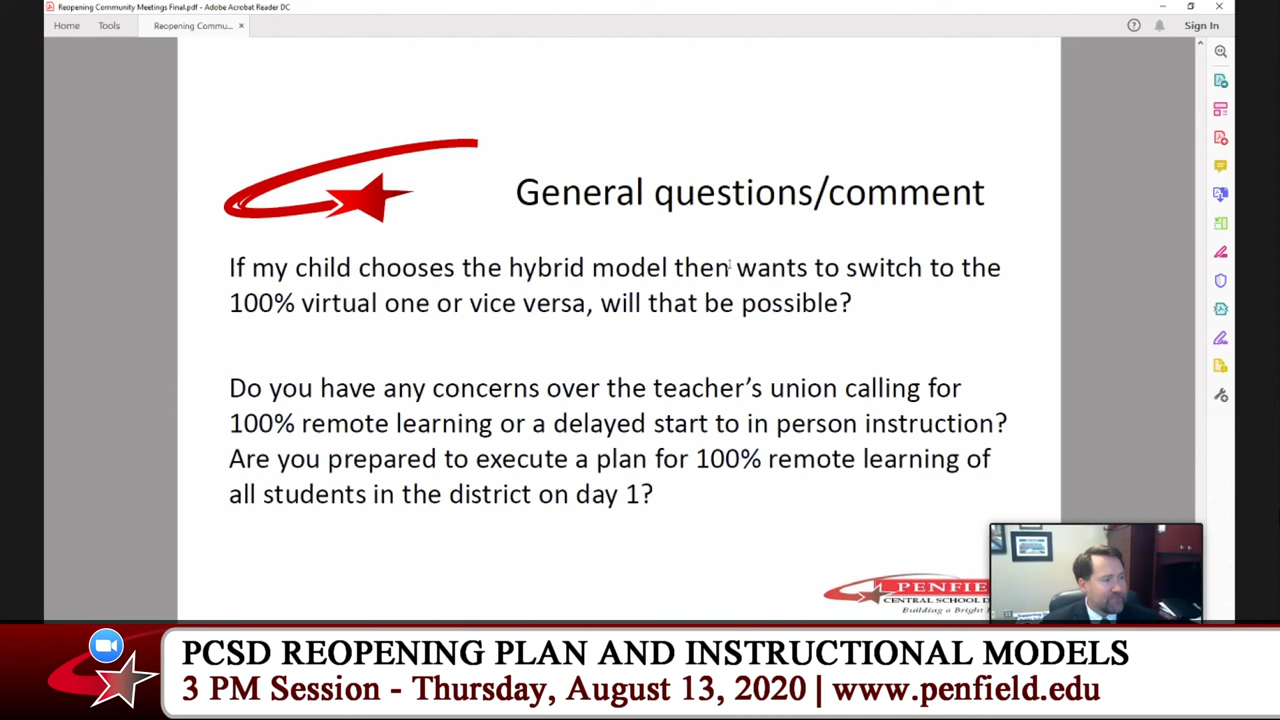 Reopening Community Meetings Final.pdf - Adobe Acrobat Reader DC
Home Tools Reopening Commu... × Sign In
General questions/comment
If my child chooses the hybrid model then wants to switch to the
100% virtual one or vice versa, will that be possible?
Do you have any concerns over the teacher's union calling for
100% remote learning or a delayed start to in person instruction?
Are you prepared to execute a plan for 100% remote learning of
all students in the district on day 1?
PENFIE
CENTRAL SCHOOL D
Building a Bright
PCSD REOPENING PLAN AND INSTRUCTIONAL MODELS
3 PM Session - Thursday, August 13, 2020 | www.penfield.edu